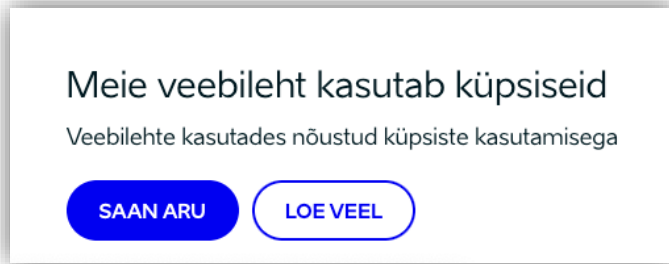 Meie veebileht kasutab küpsiseid
Veebilehte kasutades nõustud küpsiste kasutamisega
SAAN ARU LOE VEEL